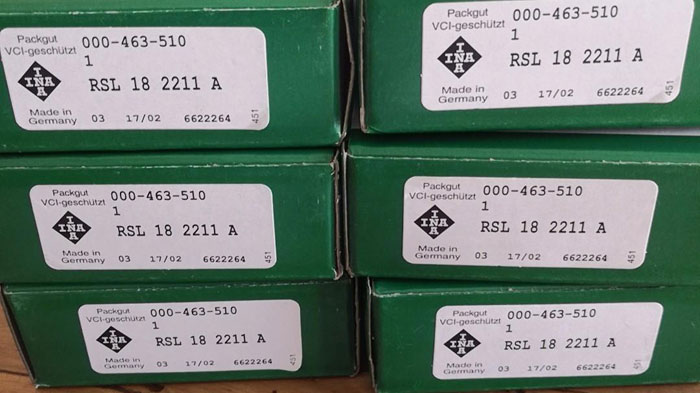 Packgut
VCI-geschützt
000-463-510
1
INA
INA
RSL 18 2211 A
Made in
Germany
03 17/02 6622264
451
Packgut
VCI-geschützt
000-463-510
1
INA
INA
RSL 18 2211 A
Made in
Germany
03 17/02 6622264
451
Packgut
VCI-geschützt
000-463-510
1
INA
INA
RSL 18 2211 A
Made in
Germany
03 17/02 6622264
451
Packgut
VCI-geschützt
000-463-510
1
INA
INA
RSL 18 2211 A
Made in
Germany
03 17/02 6622264
451
Packgut
VCI-geschützt
000-463-510
1
INA
INA
RSL 18 2211 A
Made in
Germany
03 17/02 6622264
451
Packgut
VCI-geschützt
000-463-510
1
INA
INA
RSL 18 2211 A
Made in
Germany
03 17/02 6622264
451